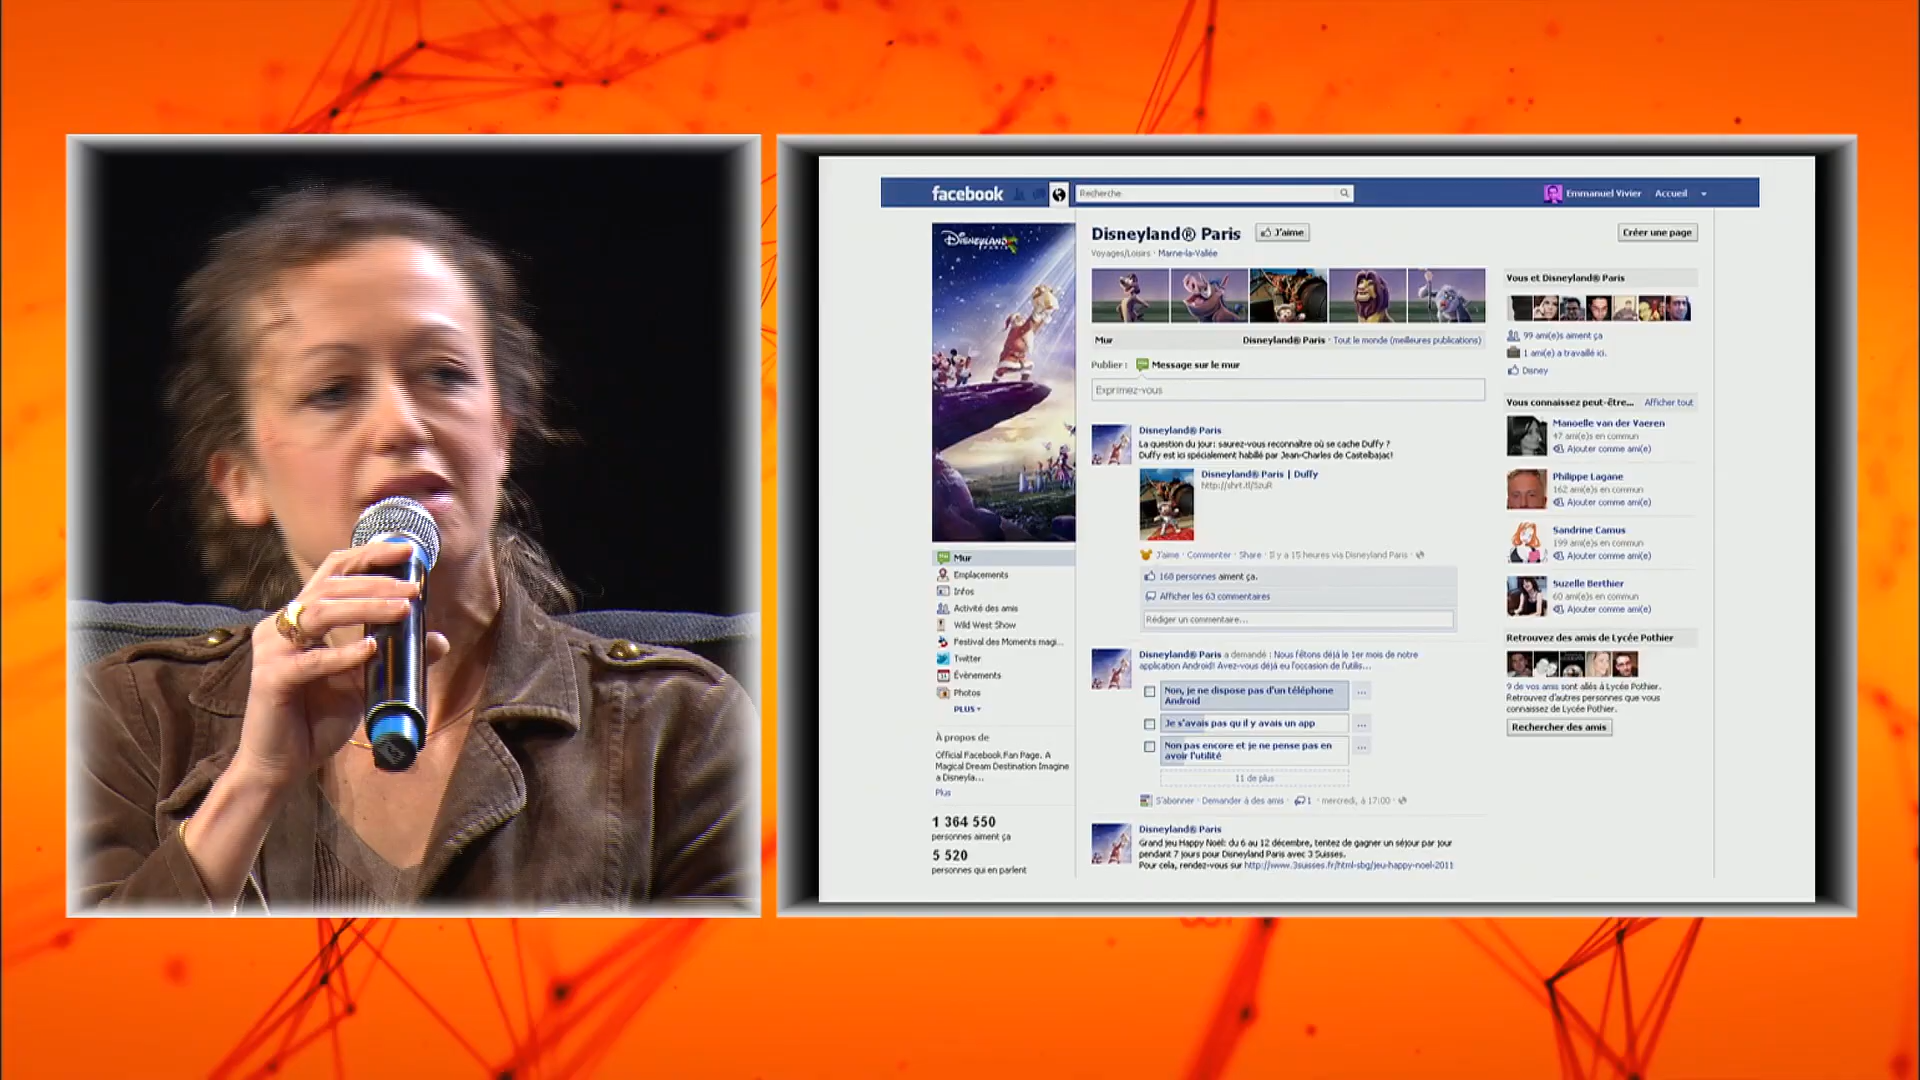 facebook
Recherche
Emmanuel Vivier
Accueil
DISNEYLAND
PARIS
Disneyland® Paris
J'aime
Créer une page
Voyages/Loisirs · Marne-la-Vallée
Mur
Disneyland® Paris · Tout le monde (meilleures publications)
Publier :
Message sur le mur
Exprimez-vous
Disneyland® Paris
La question du jour: saurez-vous reconnaître où se cache Duffy ?
Duffy est ici spécialement habillé par Jean-Charles de Castelbajac!
Disneyland® Paris | Duffy
J'aime · Commenter · Share · Il y a 15 heures via Disneyland Paris ·
168 personnes aiment ça.
Afficher les 63 commentaires
Rédiger un commentaire...
Disneyland® Paris a demandé : Nous fêtons déjà le 1er mois de notre
application Android! Avez-vous déjà eu l'occasion de l'utilis...
Non, je ne dispose pas d'un téléphone
Android
...
Je s'avais pas qu il y avais un app
...
Non pas encore et je ne pense pas en
avoir l'utilité
...
11 de plus
S'abonner · Demander à des amis · 1 · mercredi, à 17:00 ·
Disneyland® Paris
Grand jeu Happy Noël: du 6 au 12 décembre, tentez de gagner un séjour par jour
pendant 7 jours pour Disneyland Paris avec 3 Suisses.
Pour cela, rendez-vous sur http://www.3suisses.fr/html-sbg/jeu-happy-noel-2011
Mur
Emplacements
Infos
Activité des amis
Wild West Show
Festival des Moments magi...
Twitter
Évènements
Photos
PLUS
À propos de
Official Facebook Fan Page. A
Magical Dream Destination Imagine
a Disneyla...
Plus
1 364 550
personnes aiment ça
5 520
personnes qui en parlent
Vous et Disneyland® Paris
99 ami(e)s aiment ça
1 ami(e) a travaillé ici.
Disney
Vous connaissez peut-être...
Afficher tout
Manoelle van der Vaeren
47 ami(e)s en commun
Ajouter comme ami(e)
Philippe Lagane
162 ami(e)s en commun
Ajouter comme ami(e)
Sandrine Camus
199 ami(e)s en commun
Ajouter comme ami(e)
Suzelle Berthier
60 ami(e)s en commun
Ajouter comme ami(e)
Retrouvez des amis de Lycée Pothier
9 de vos amis sont allés à Lycée Pothier.
Retrouvez d'autres personnes que vous
connaissez de Lycée Pothier.
Rechercher des amis